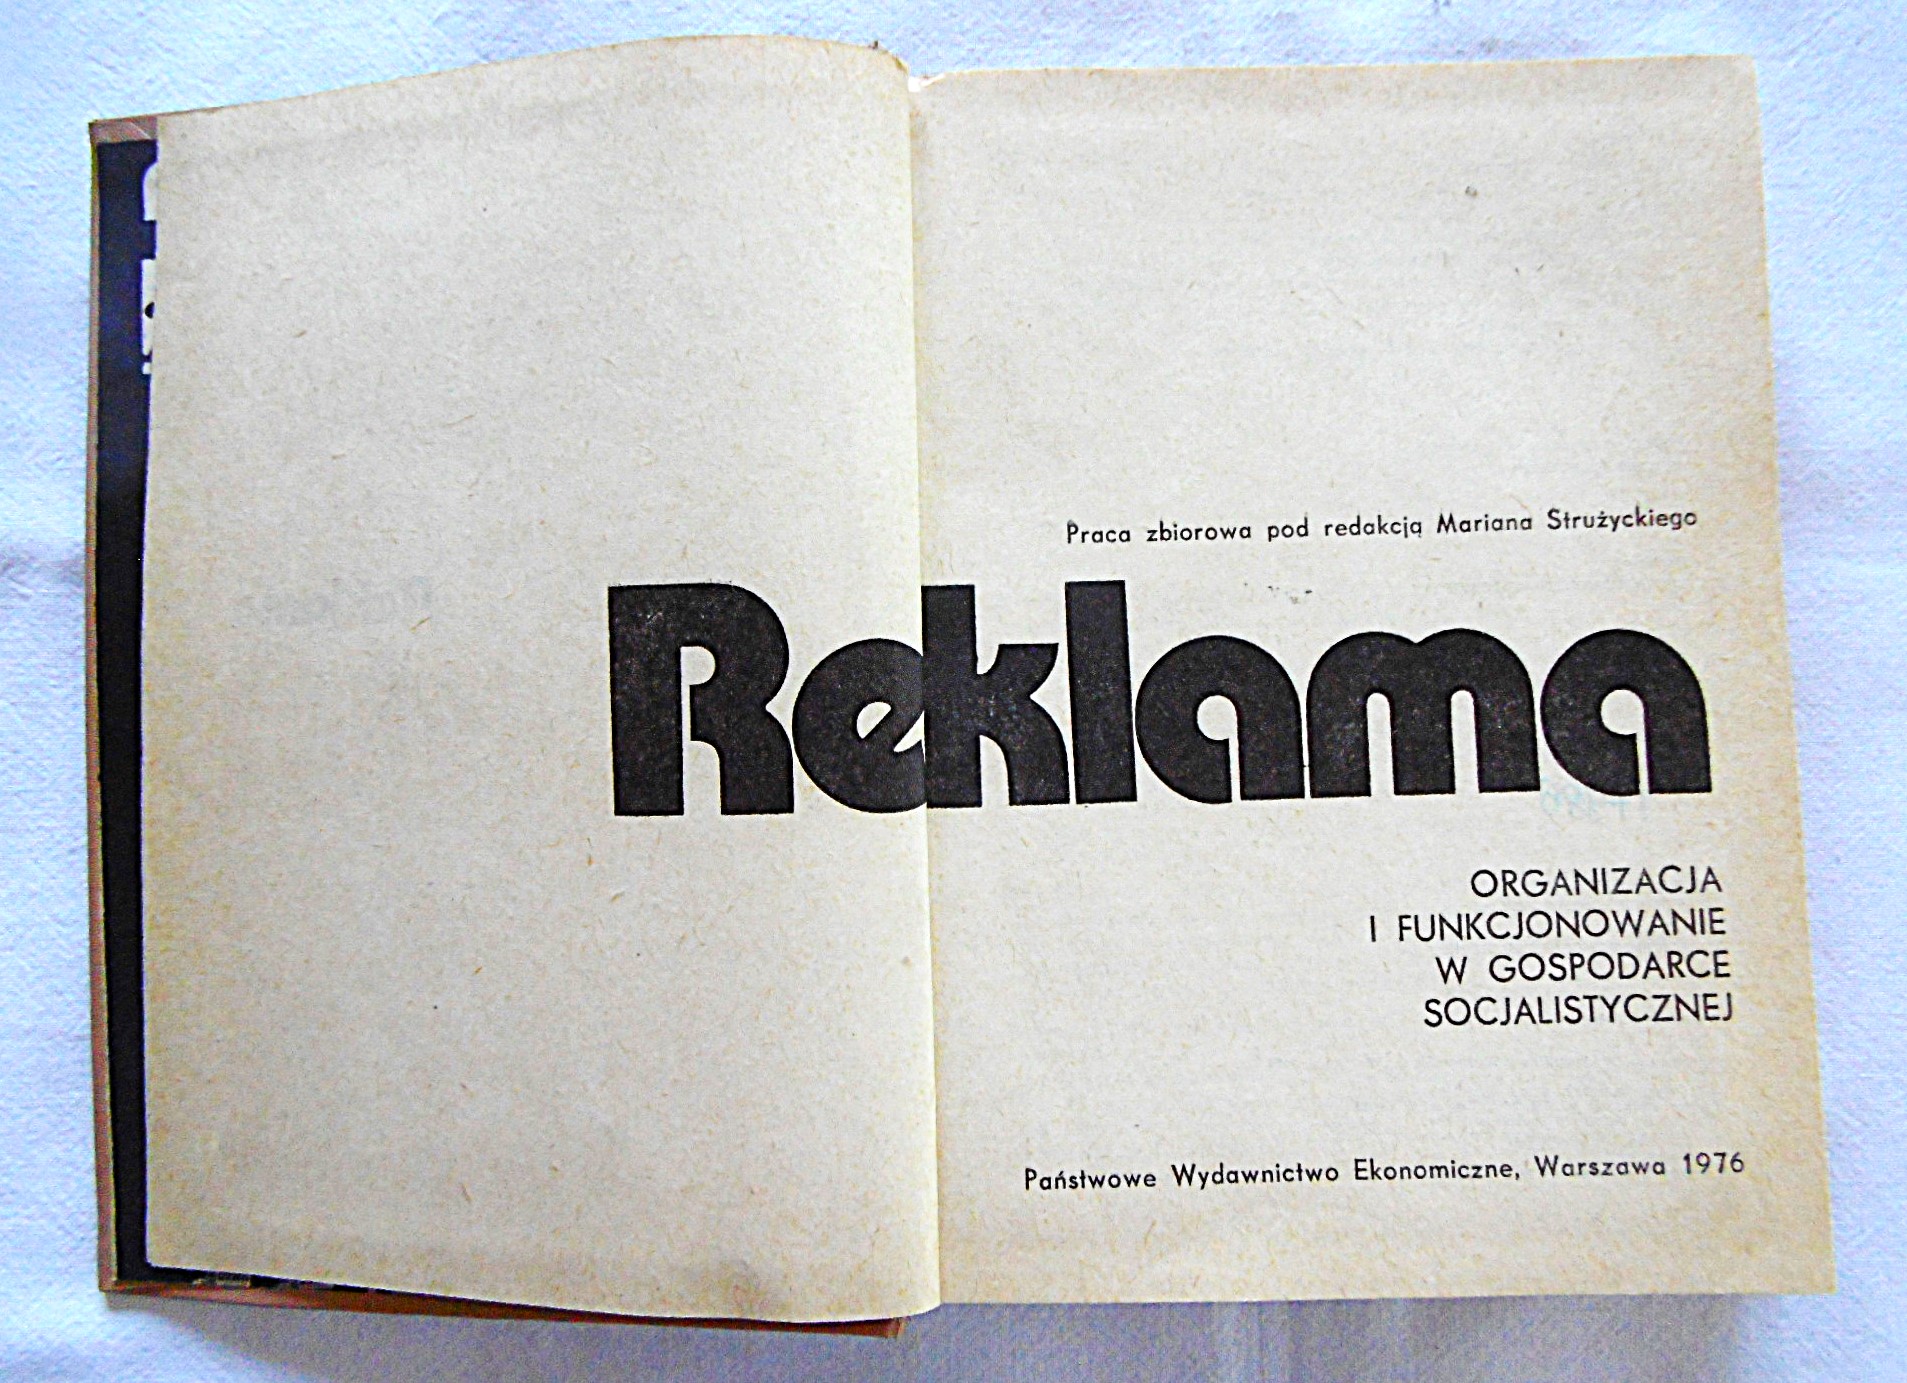 Praca zbiorowa pod redakcją Mariana Strużyckiego
Reklama
ORGANIZACJA
I FUNKCJONOWANIE
W GOSPODARCE
SOCJALISTYCZNEJ
Państwowe Wydawnictwo Ekonomiczne, Warszawa 1976